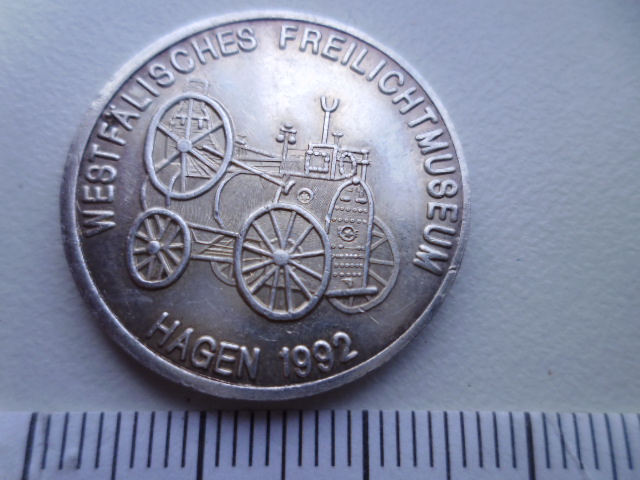 WESTFÄLISCHES FREILICHTMUSEUM
HAGEN 1992